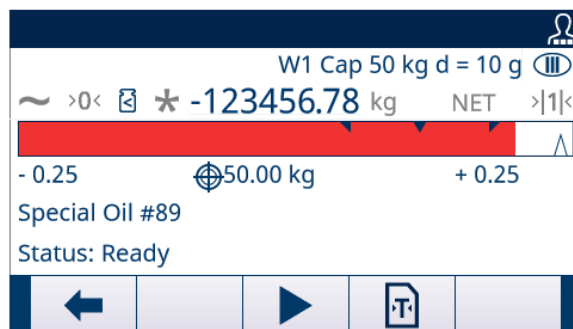 W1 Cap 50 kg d = 10 g III
~ >0< * -123456.78 kg NET >|1|<
- 0.25 50.00 kg + 0.25
Special Oil #89
Status: Ready
T